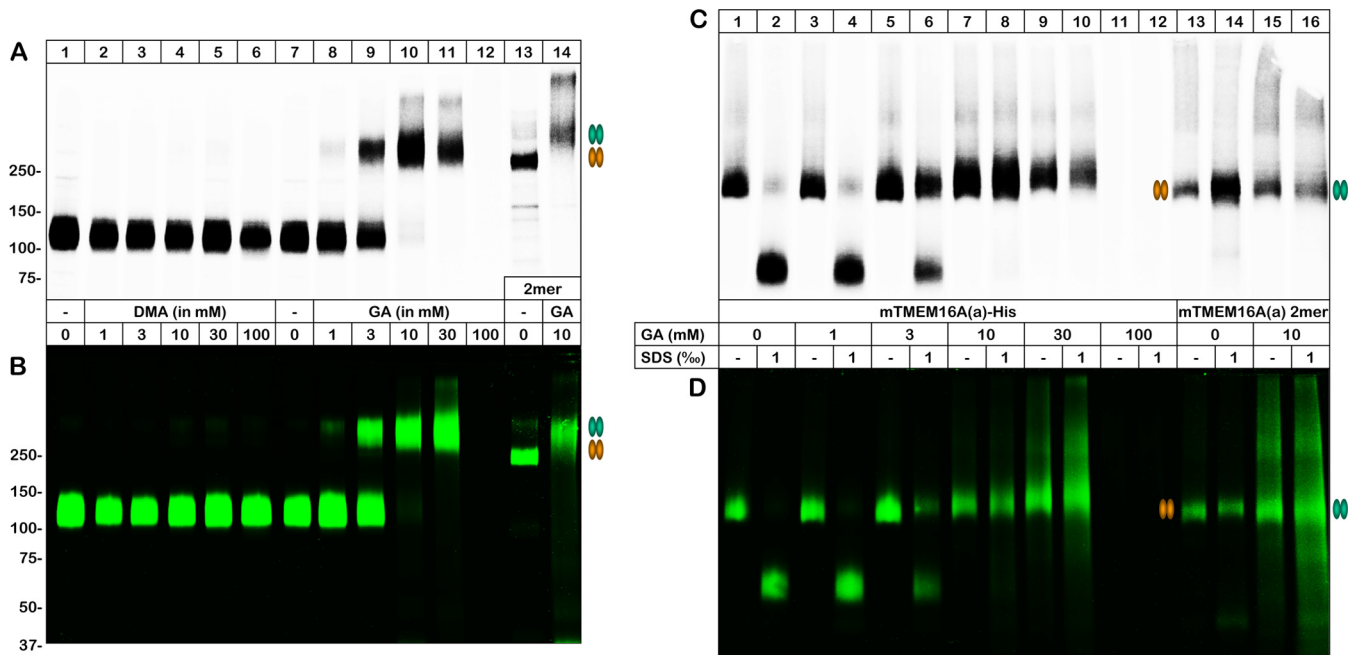 A
1 2 3 4 5 6 7 8 9 10 11 12 13 14
250-
150-
100-
75-
2mer
- DMA (in mM) - GA (in mM) - GA
0 1 3 10 30 100 0 1 3 10 30 100 0 10
B
250-
150-
100-
75-
50-
37-
C
1 2 3 4 5 6 7 8 9 10 11 12 13 14 15 16
mTMEM16A(a)-His mTMEM16A(a) 2mer
GA (mM) 0 1 3 10 30 100 0 10
SDS (‰) - 1 - 1 - 1 - 1 - 1 - 1 - 1 - 1
D